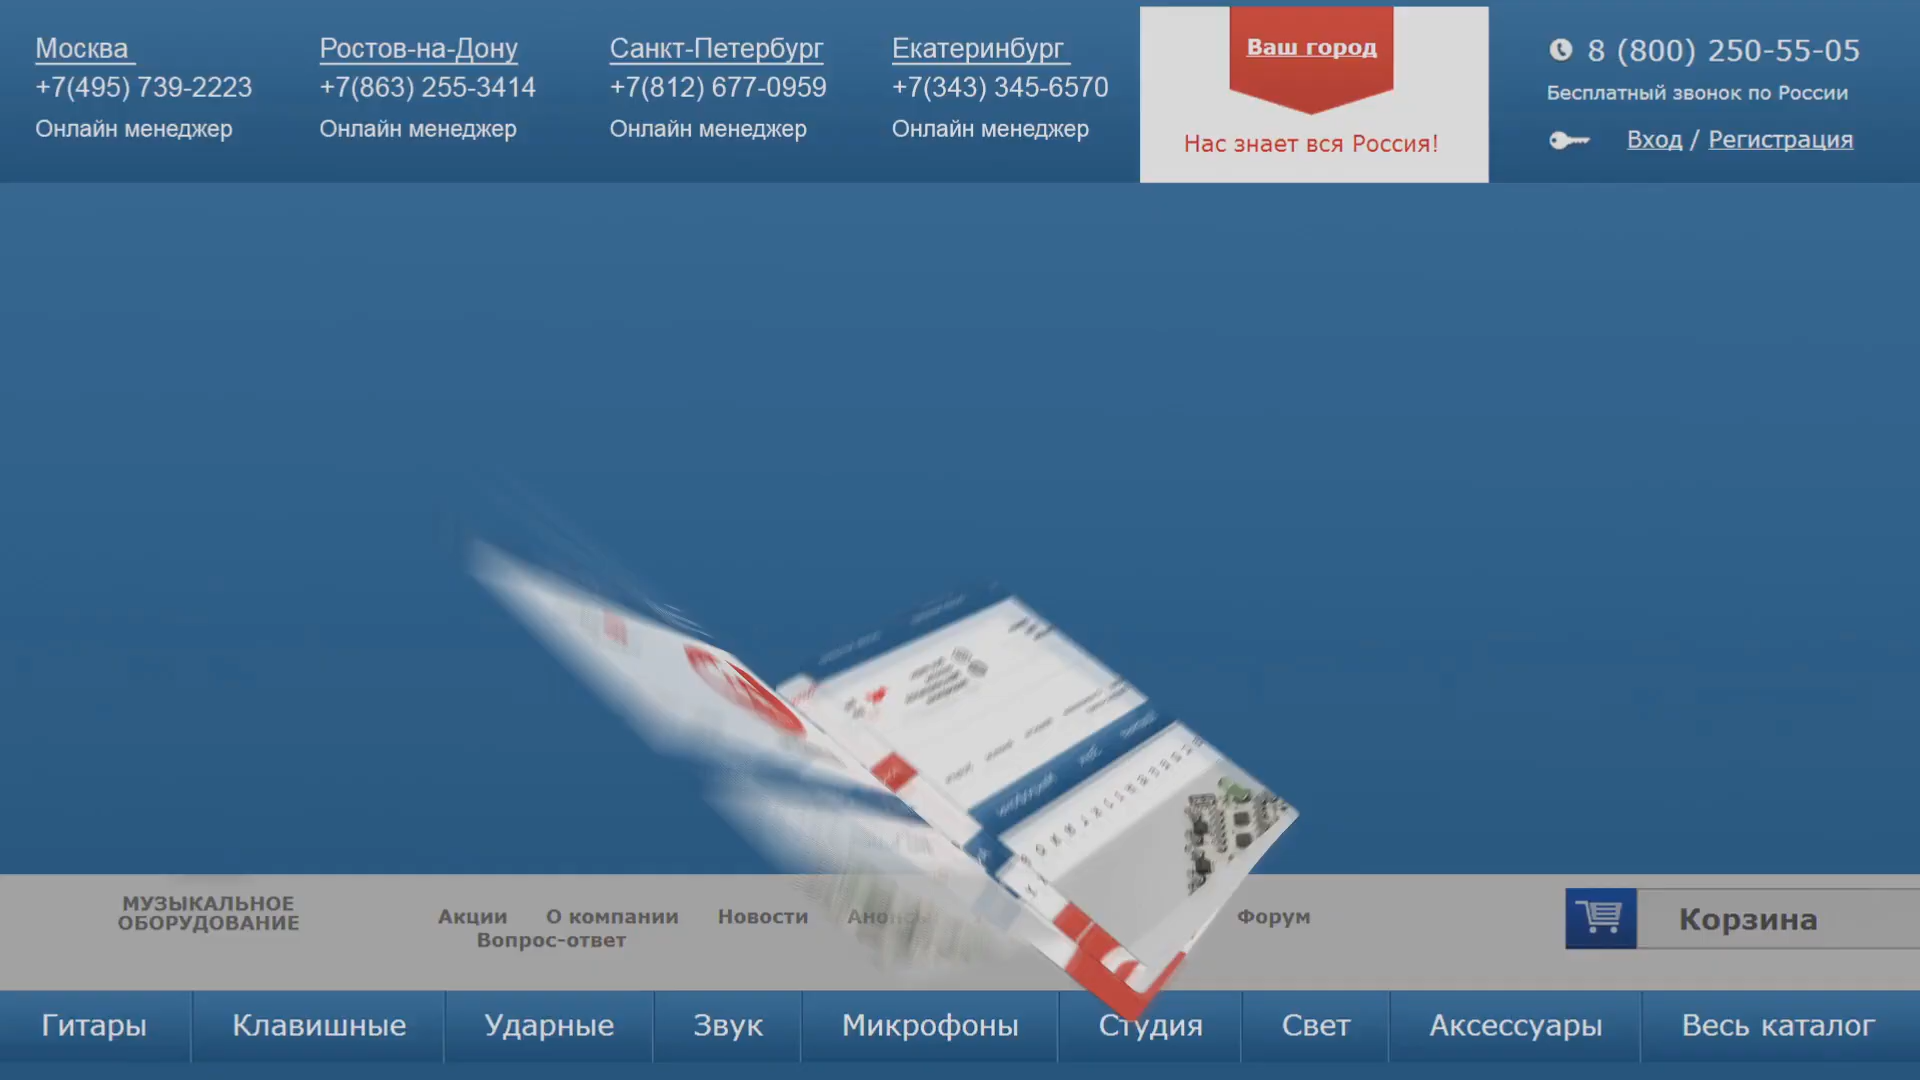 Москва
+7(495) 739-2223
Онлайн менеджер
Ростов-на-Дону
+7(863) 255-3414
Онлайн менеджер
Санкт-Петербург
+7(812) 677-0959
Онлайн менеджер
Екатеринбург
+7(343) 345-6570
Онлайн менеджер
Ваш город
Нас знает вся Россия!
8 (800) 250-55-05
Бесплатный звонок по России
Вход / Регистрация
МУЗЫКАЛЬНОЕ
ОБОРУДОВАНИЕ
Акции О компании Новости Форум
Вопрос-ответ
Корзина
Гитары Клавишные Ударные Звук Микрофоны Студия Свет Аксессуары Весь каталог